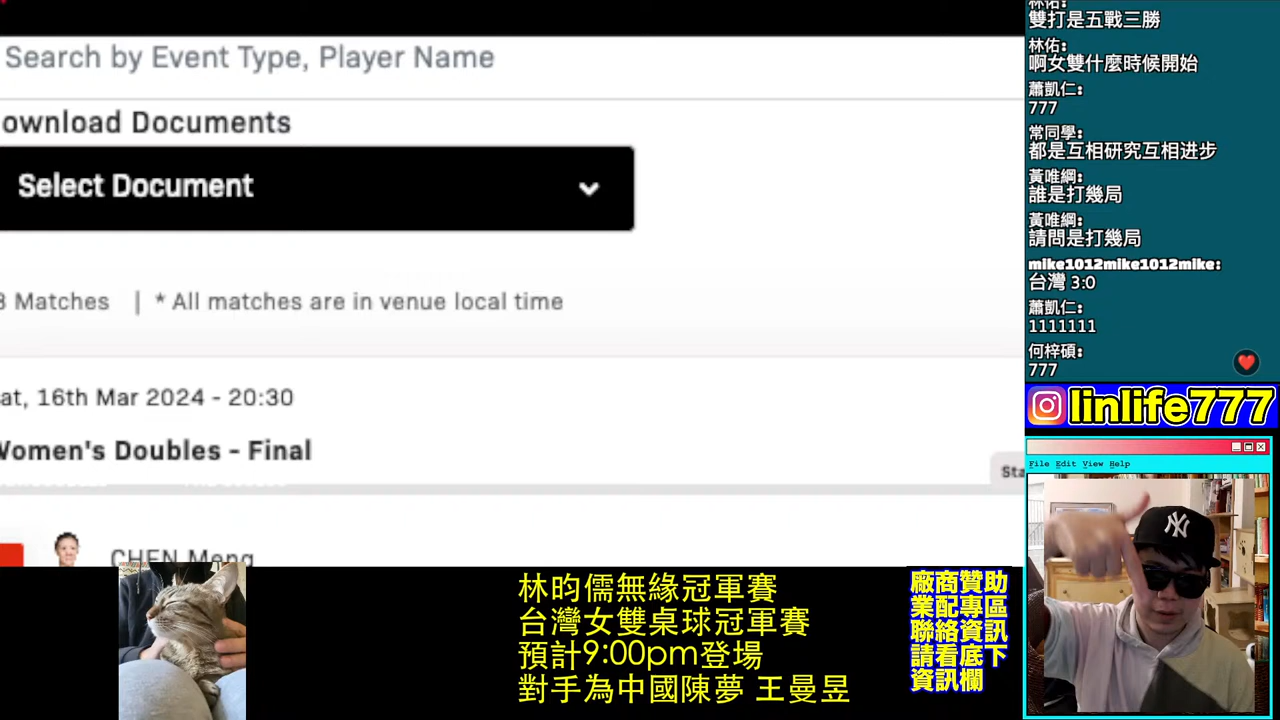 Search by Event Type, Player Name
ownload Documents
Select Document
3 Matches | * All matches are in venue local time
at, 16th Mar 2024 - 20:30
Women's Doubles - Final
Sta
CHEN Meng
林昀儒無緣冠軍賽
台灣女雙桌球冠軍賽
預計9:00pm登場
對手為中國陳夢 王曼昱
廠商贊助
業配專區
聯絡資訊
請看底下
資訊欄
林佑:
雙打是五戰三勝
林佑:
啊女雙什麼時候開始
蕭凱仁:
777
常同學:
都是互相研究互相进步
黃唯綱:
誰是打幾局
黃唯綱:
請問是打幾局
mike1012mike1012mike:
台灣 3:0
蕭凱仁:
1111111
何梓碩:
777
linlife777
File Edit View Help
NY